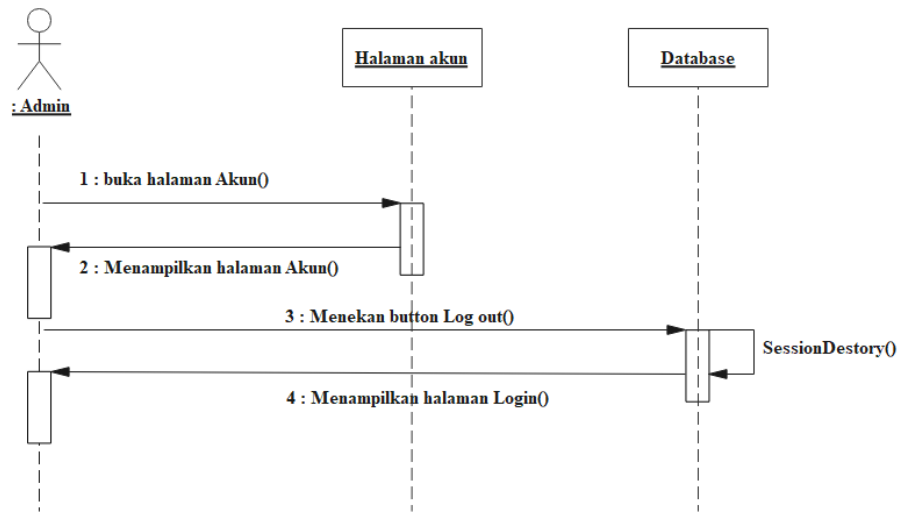 : Admin
Halaman akun
Database
1 : buka halaman Akun()
2 : Menampilkan halaman Akun()
3 : Menekan button Log out()
SessionDestory()
4 : Menampilkan halaman Login()